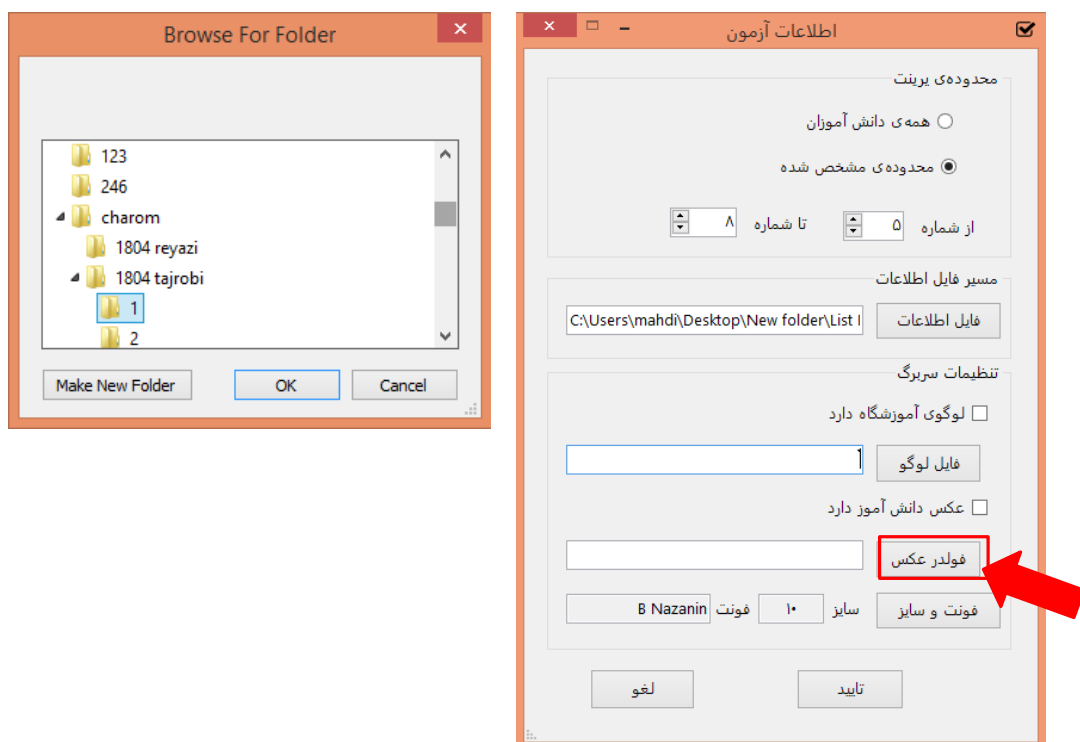 Browse For Folder
123
246
charom
1804 reyazi
1804 tajrobi
1
2
Make New Folder
OK
Cancel
اطلاعات آزمون
محدوده‌ی پرینت
همه‌ی دانش آموزان
محدوده‌ی مشخص شده
از شماره ۵ تا شماره ۸
مسیر فایل اطلاعات
فایل اطلاعات C:\Users\mahdi\Desktop\New folder\List
تنظیمات سربرگ
لوگوی آموزشگاه دارد
فایل لوگو
عکس دانش آموز دارد
فولدر عکس
فونت و سایز سایز ۱۰ فونت B Nazanin
تایید لغو